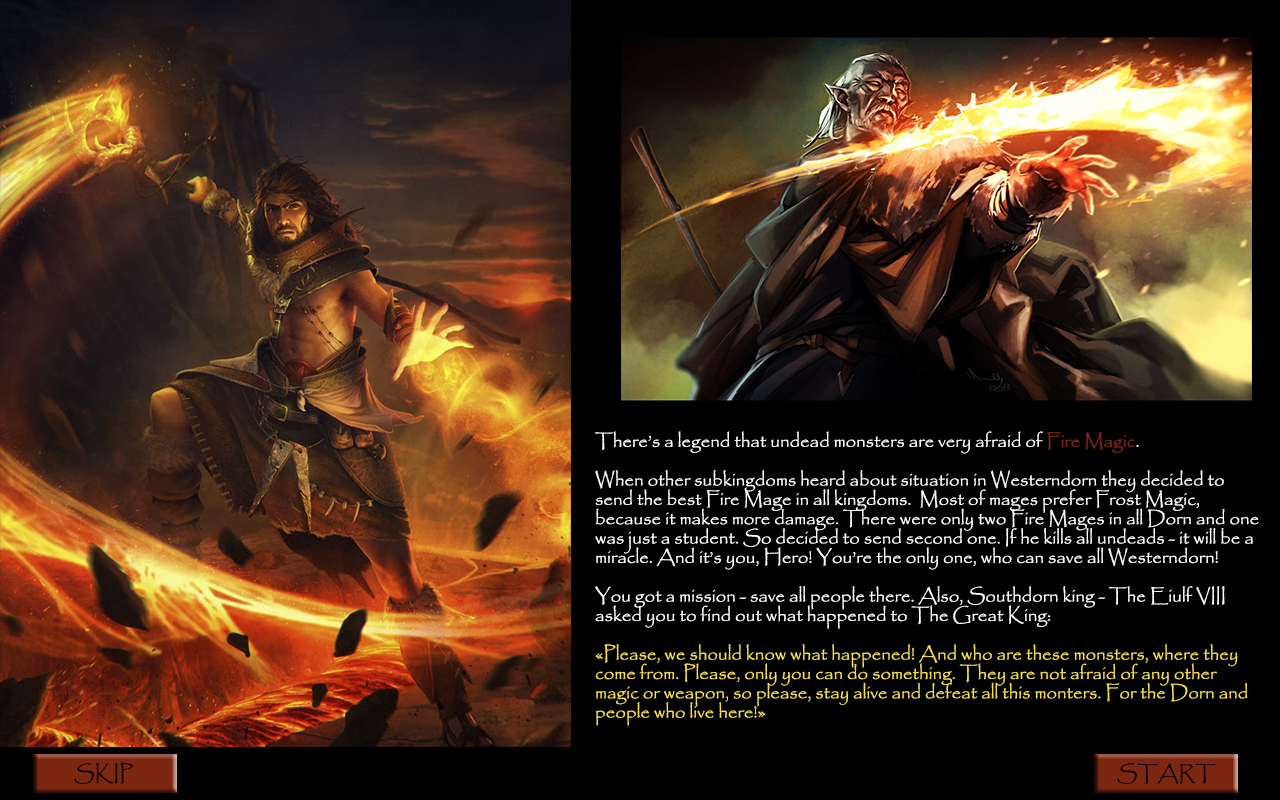 There's a legend that undead monsters are very afraid of Fire Magic.
When other subkingdoms heard about situation in Westerndorn they decided to
send the best Fire Mage in all kingdoms.  Most of mages prefer Frost Magic,
because it makes more damage. There were only two Fire Mages in all Dorn and one
was just a student. So decided to send second one. If he kills all undeads - it will be a
miracle. And it's you, Hero! You're the only one, who can save all Westerndorn!
You got a mission - save all people there. Also, Southdorn king - The Eiulf VIII
asked you to find out what happened to The Great King:
«Please, we should know what happened! And who are these monsters, where they
come from. Please, only you can do something. They are not afraid of any other
magic or weapon, so please, stay alive and defeat all this monters. For the Dorn and
people who live here!»
SKIP
START